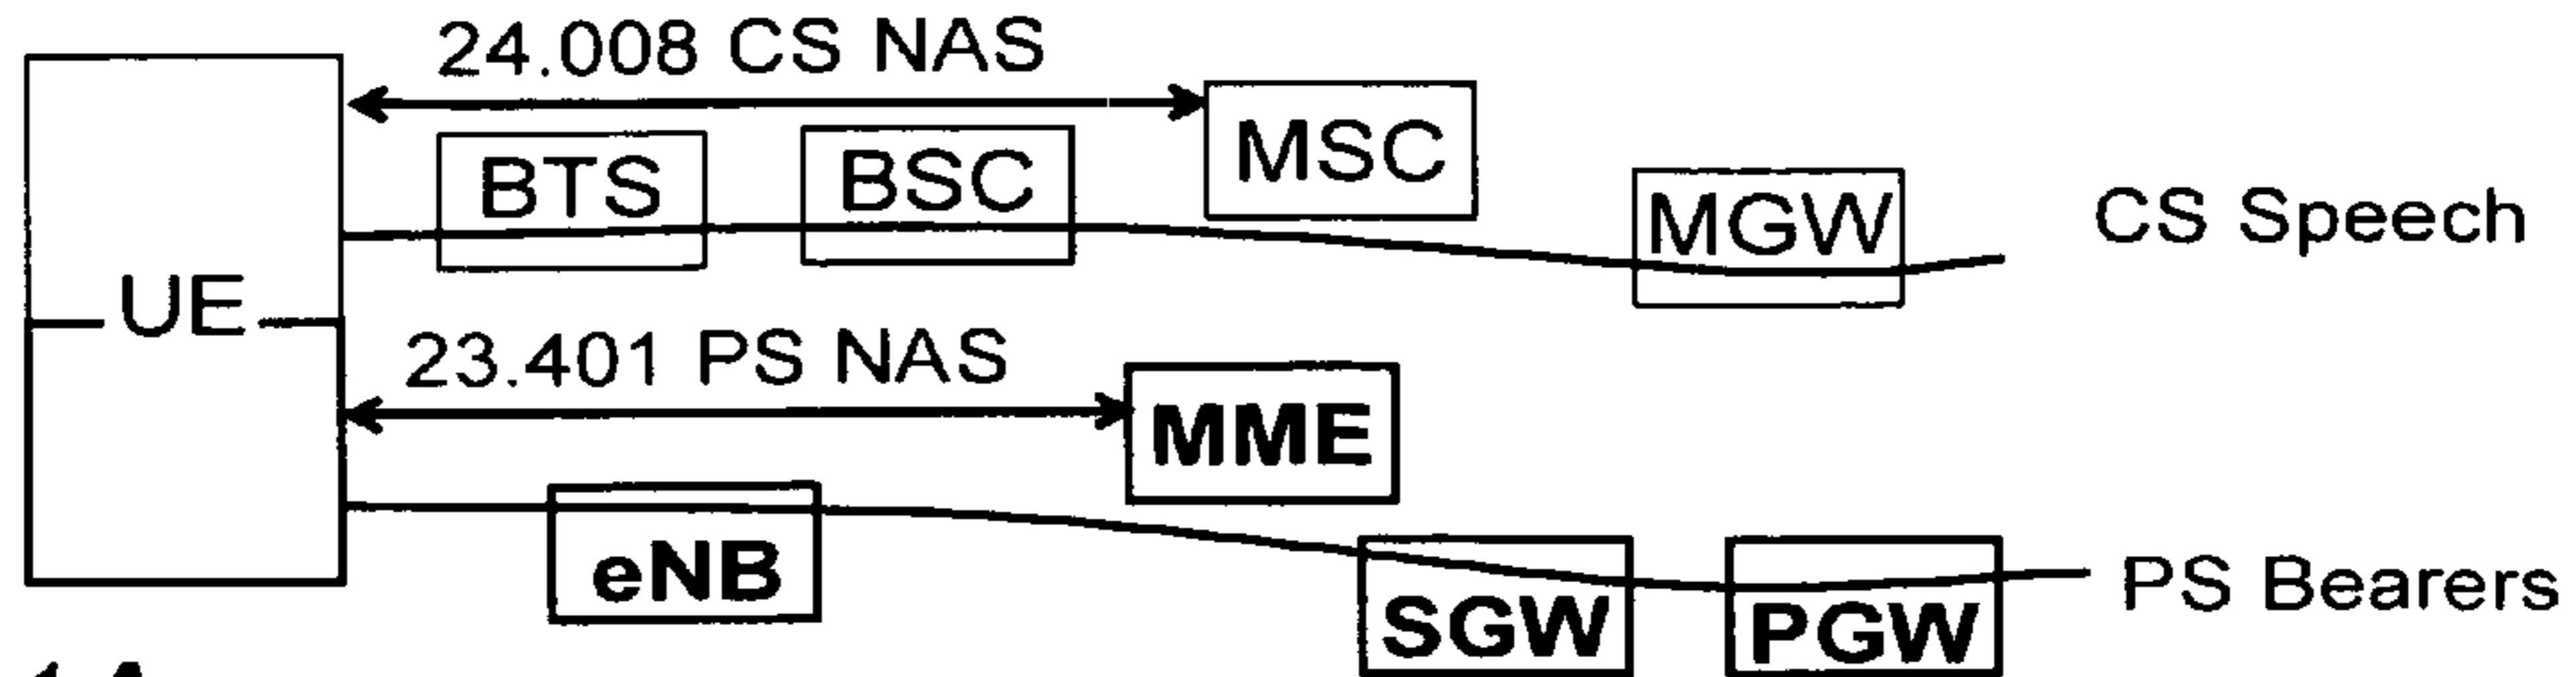 24.008 CS NAS
MSC
BTS
BSC
MGW
CS Speech
UE
23.401 PS NAS
MME
eNB
SGW
PGW
PS Bearers